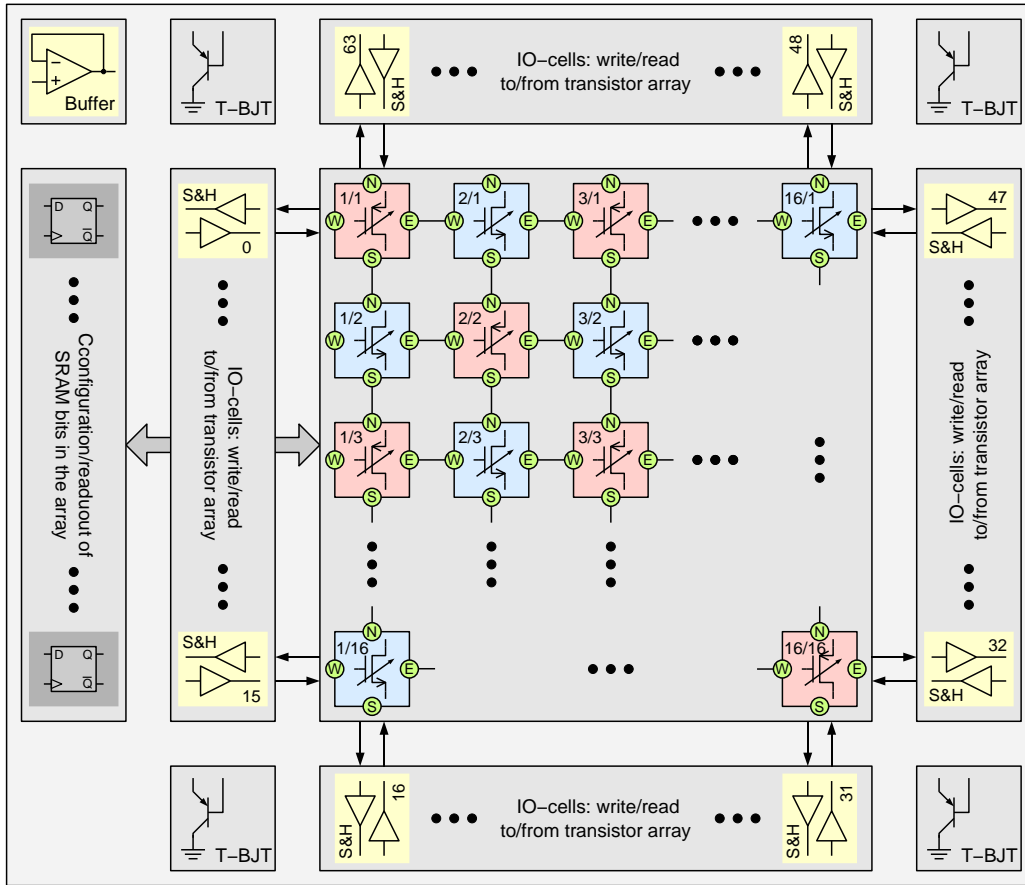 Buffer
T−BJT
63
S&H
IO−cells: write/read
to/from transistor array
48
S&H
T−BJT
D Q
Q
S&H
0
1/1
N
W
E
S
2/1
N
W
E
S
3/1
N
W
E
S
16/1
N
W
E
S
47
S&H
1/2
N
W
E
S
2/2
N
W
E
S
3/2
N
W
E
S
Cconfiguration/readuout of
SRAM bits in the array
IO−cells: write/read
to/from transistor array
1/3
N
W
E
S
2/3
N
W
E
S
3/3
N
W
E
S
IO−cells: write/read
to/from transistor array
D Q
Q
S&H
15
1/16
N
W
E
S
16/16
N
W
E
S
32
S&H
T−BJT
S&H
16
IO−cells: write/read
to/from transistor array
S&H
31
T−BJT